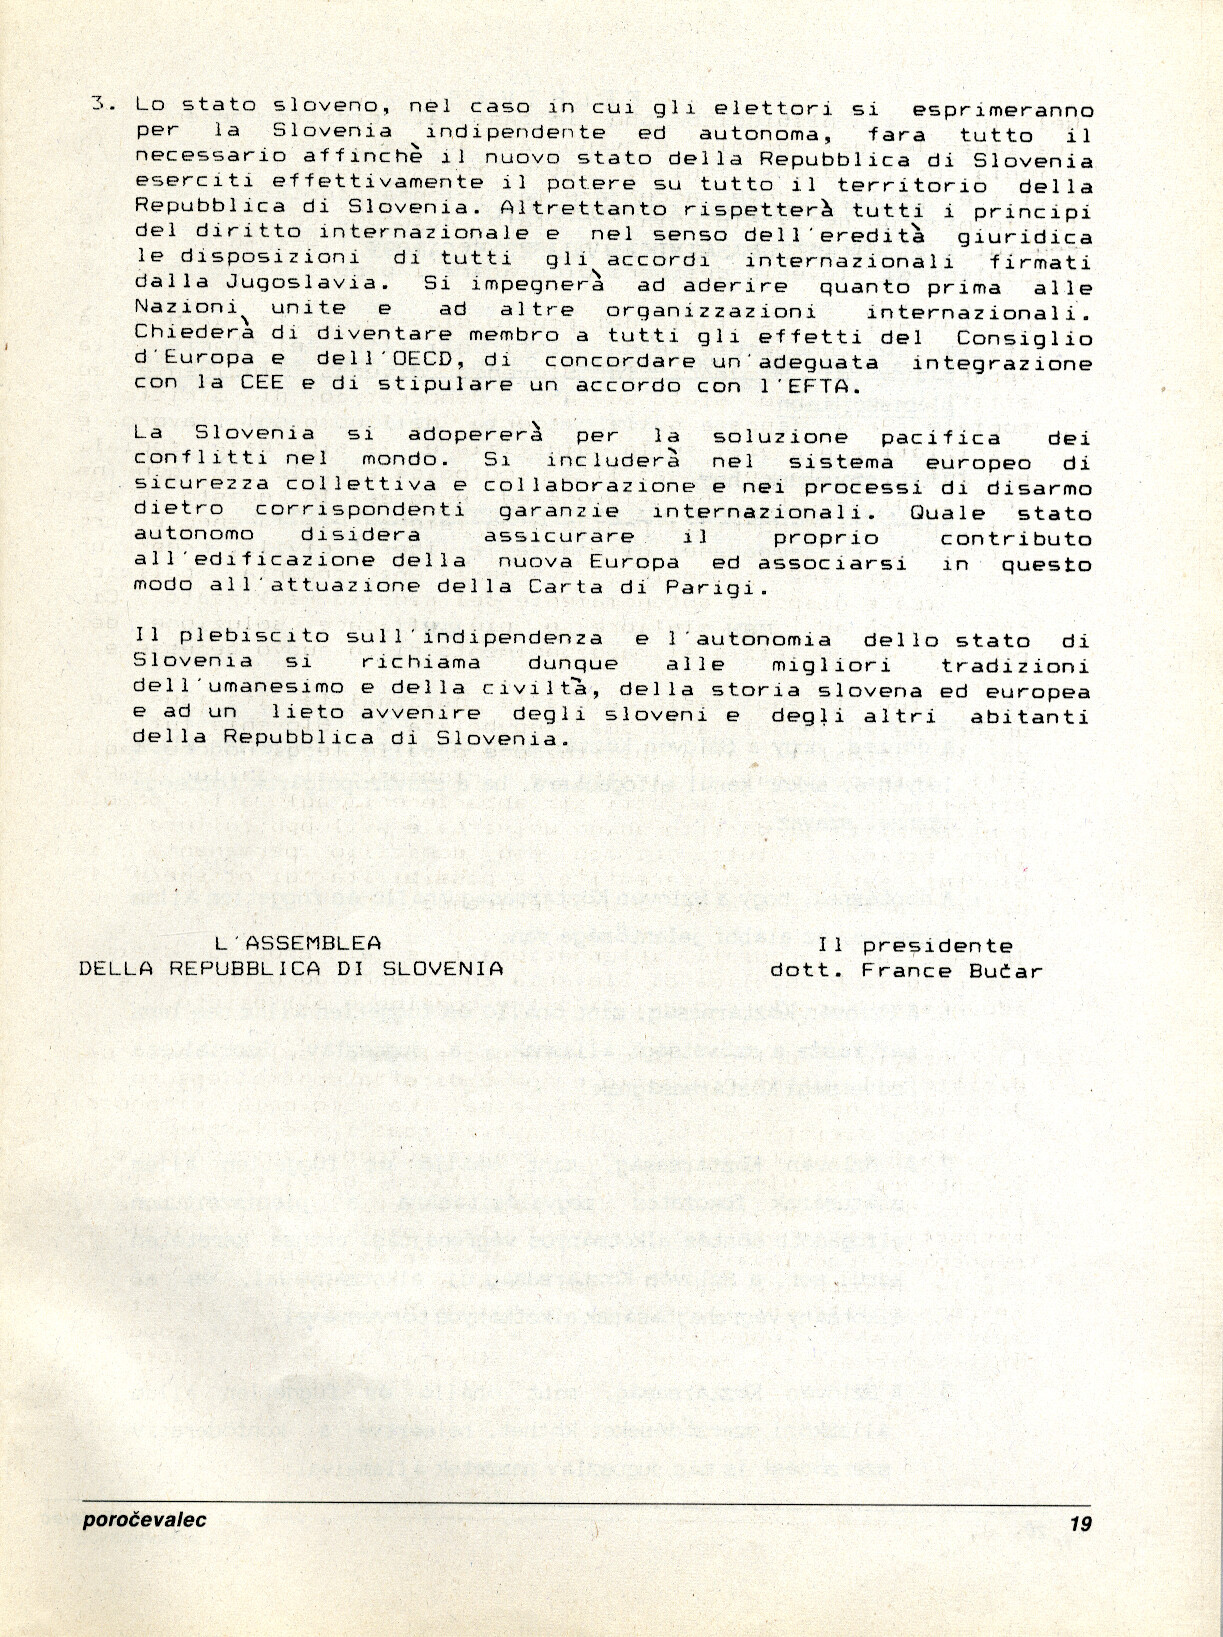 3. Lo stato sloveno, nel caso in cui gli elettori si esprimeranno
per la Slovenia indipendente ed autonoma, fara tutto il
necessario affinchè il nuovo stato della Repubblica di Slovenia
eserciti effettivamente il potere su tutto il territorio della
Repubblica di Slovenia. Altrettanto rispetterà tutti i principi
del diritto internazionale e nel senso dell'eredità giuridica
le disposizioni di tutti gli accordi internazionali firmati
dalla Jugoslavia. Si impegnerà ad aderire quanto prima alle
Nazioni unite e ad altre organizzazioni internazionali.
Chiederà di diventare membro a tutti gli effetti del Consiglio
d'Europa e dell'OECD, di concordare un'adeguata integrazione
con la CEE e di stipulare un accordo con l'EFTA.
La Slovenia si adopererà per la soluzione pacifica dei
conflitti nel mondo. Si includerà nel sistema europeo di
sicurezza collettiva e collaborazione e nei processi di disarmo
dietro corrispondenti garanzie internazionali. Quale stato
autonomo disidera assicurare il proprio contributo
all'edificazione della nuova Europa ed associarsi in questo
modo all'attuazione della Carta di Parigi.
Il plebiscito sull'indipendenza e l'autonomia dello stato di
Slovenia si richiama dunque alle migliori tradizioni
dell'umanesimo e della civiltà, della storia slovena ed europea
e ad un lieto avvenire degli sloveni e degli altri abitanti
della Repubblica di Slovenia.
L'ASSEMBLEA
DELLA REPUBBLICA DI SLOVENIA
Il presidente
dott. France Bučar
poročevalec
19